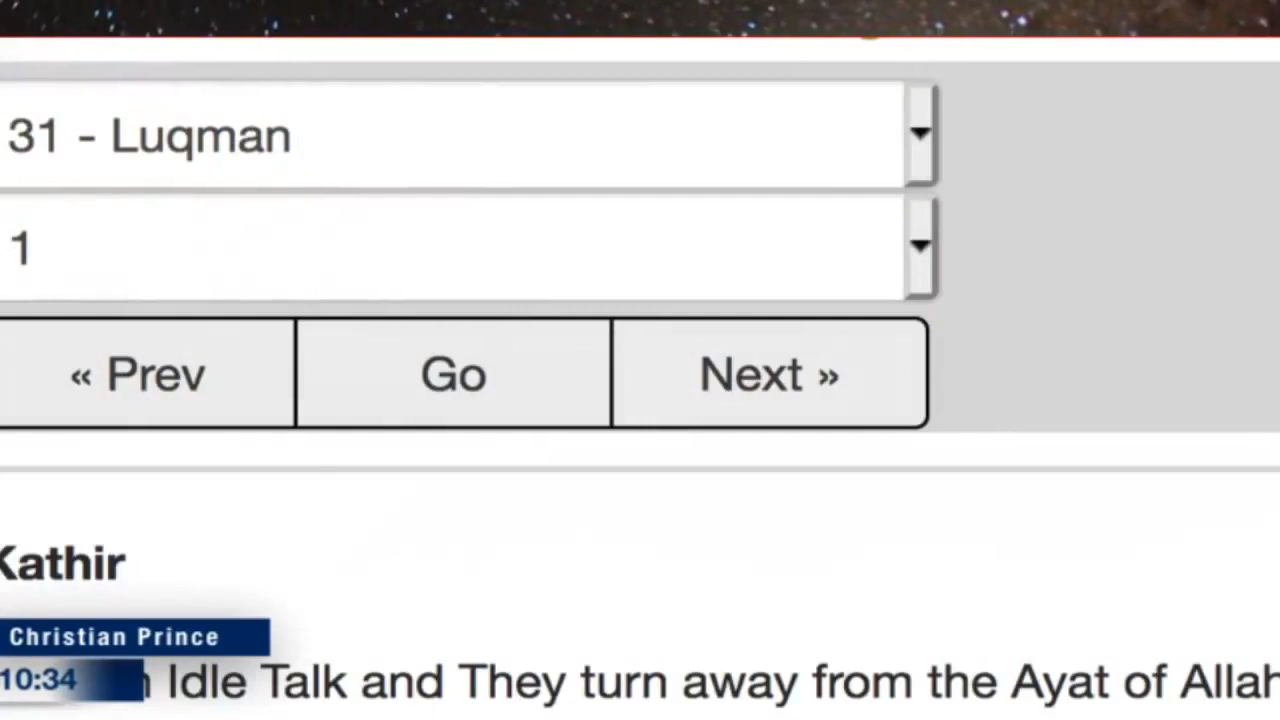 31 - Luqman
1
« Prev
Go
Next »
Kathir
Christian Prince
10:34
Idle Talk and They turn away from the Ayat of Allah